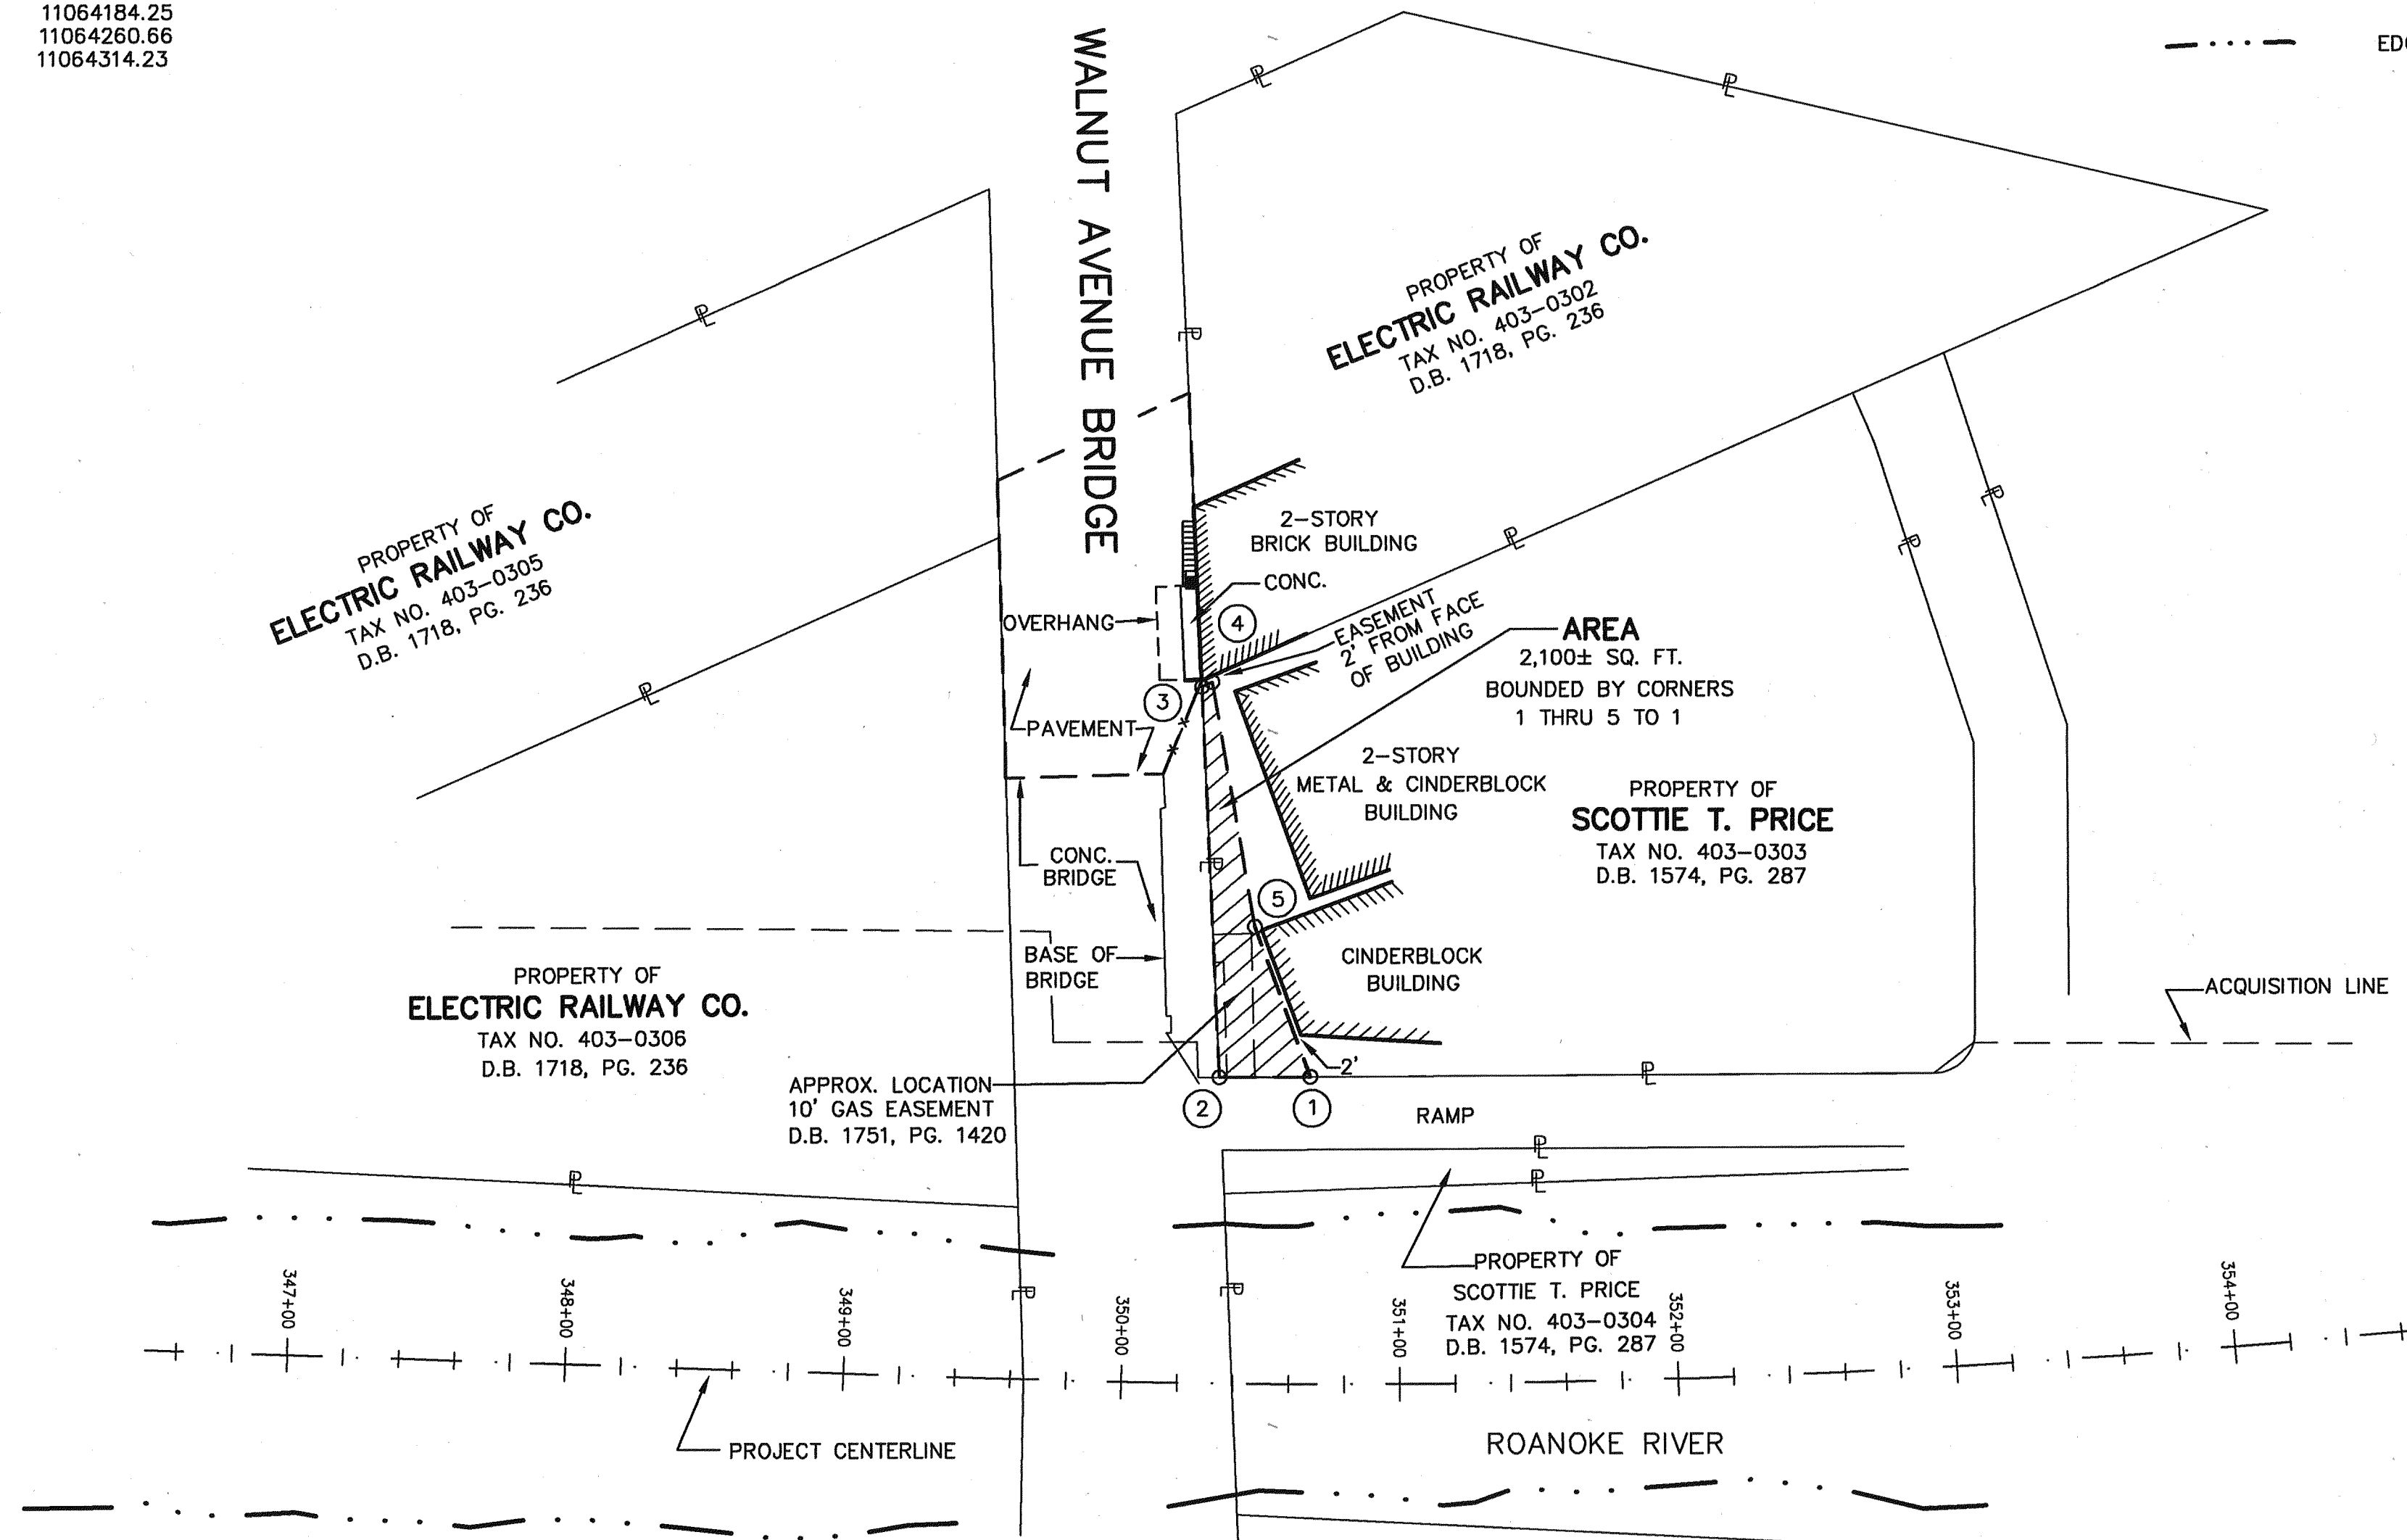 11064184.25
11064260.66
11064314.23
WALNUT AVENUE BRIDGE
PROPERTY OF
ELECTRIC RAILWAY CO.
TAX NO. 403-0302
D.B. 1718, PG. 236
PROPERTY OF
ELECTRIC RAILWAY CO.
TAX NO. 403-0305
D.B. 1718, PG. 236
2-STORY
BRICK BUILDING
CONC.
OVERHANG
4
EASEMENT
2' FROM FACE
OF BUILDING
AREA
2,100± SQ. FT.
BOUNDED BY CORNERS
1 THRU 5 TO 1
3
PAVEMENT
2-STORY
METAL & CINDERBLOCK
BUILDING
PROPERTY OF
SCOTTIE T. PRICE
TAX NO. 403-0303
D.B. 1574, PG. 287
CONC.
BRIDGE
5
BASE OF
BRIDGE
CINDERBLOCK
BUILDING
PROPERTY OF
ELECTRIC RAILWAY CO.
TAX NO. 403-0306
D.B. 1718, PG. 236
ACQUISITION LINE
APPROX. LOCATION
10' GAS EASEMENT
D.B. 1751, PG. 1420
2'
2
1
RAMP
PROPERTY OF
SCOTTIE T. PRICE
TAX NO. 403-0304
D.B. 1574, PG. 287
347+00
348+00
349+00
350+00
351+00
352+00
353+00
354+00
PROJECT CENTERLINE
ROANOKE RIVER